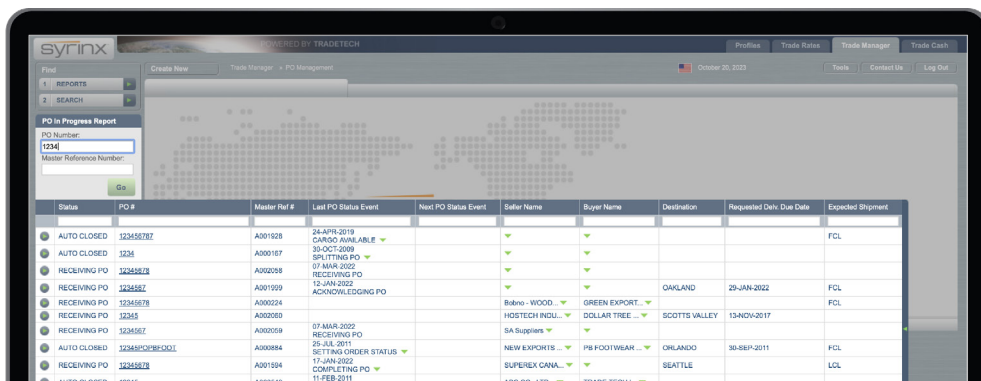 syrinx
POWERED BY TRADETECH
Profiles Trade Rates Trade Manager Trade Cash
Find
Create New Trade Manager » PO Management October 20, 2023 Tools Contact Us Log Out
1 REPORTS
2 SEARCH
PO In Progress Report
PO Number:
1234
Master Reference Number:
Go
Status PO # Master Ref # Last PO Status Event Next PO Status Event Seller Name Buyer Name Destination Requested Delv. Due Date Expected Shipment
AUTO CLOSED 123456787 A001928 24-APR-2019 CARGO AVAILABLE FCL
AUTO CLOSED 1234 A000167 30-OCT-2009 SPLITTING PO
RECEIVING PO 12345678 A002058 07-MAR-2022 RECEIVING PO
RECEIVING PO 1234567 A001999 12-JAN-2022 ACKNOWLEDGING PO OAKLAND 29-JAN-2022 FCL
RECEIVING PO 12345678 A000224 Bobno - WOOD... GREEN EXPORT... FCL
RECEIVING PO 12345 A002060 HOSTECH INDU... DOLLAR TREE ... SCOTTS VALLEY 13-NOV-2017
RECEIVING PO 1234567 A002059 07-MAR-2022 RECEIVING PO SA Suppliers
AUTO CLOSED 12345POPBFOOT A000884 25-JUL-2011 SETTING ORDER STATUS NEW EXPORTS ... PB FOOTWEAR ... ORLANDO 30-SEP-2011 FCL
RECEIVING PO 12345678 A001594 17-JAN-2022 COMPLETING PO SUPEREX CANA... SEATTLE LCL
11-FEB-2011